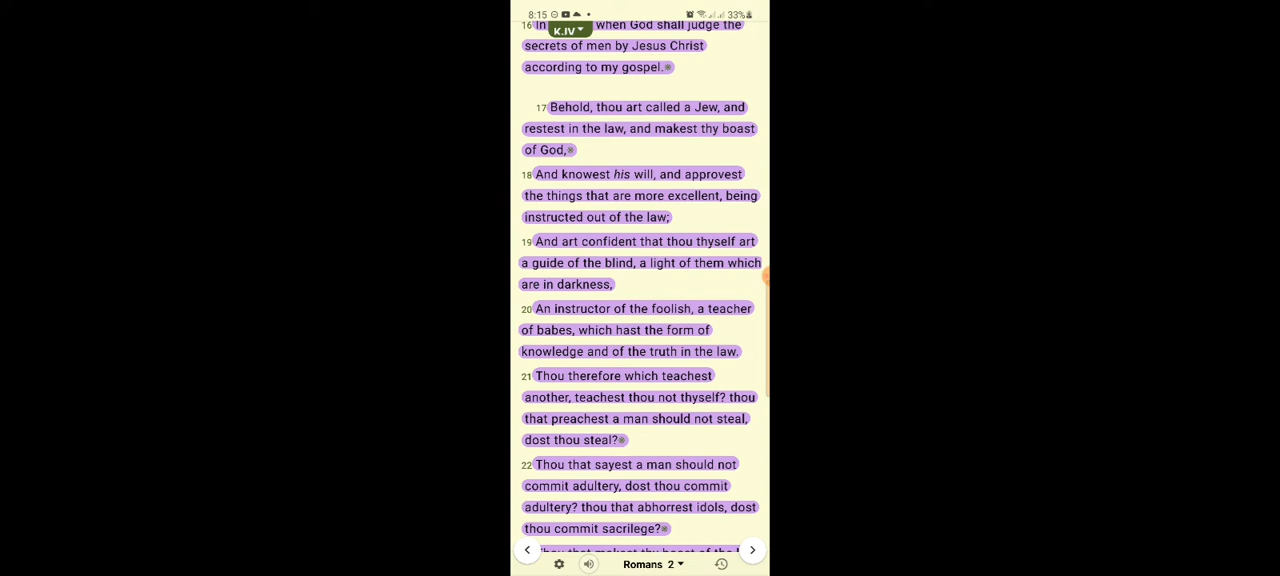 8:15 33%
16 In when God shall judge the
KJV
secrets of men by Jesus Christ
according to my gospel.
17 Behold, thou art called a Jew, and
restest in the law, and makest thy boast
of God,
18 And knowest his will, and approvest
the things that are more excellent, being
instructed out of the law;
19 And art confident that thou thyself art
a guide of the blind, a light of them which
are in darkness,
20 An instructor of the foolish, a teacher
of babes, which hast the form of
knowledge and of the truth in the law.
21 Thou therefore which teachest
another, teachest thou not thyself? thou
that preachest a man should not steal,
dost thou steal?
22 Thou that sayest a man should not
commit adultery, dost thou commit
adultery? thou that abhorrest idols, dost
thou commit sacrilege?
Thou that makest thy boast of the
Romans 2